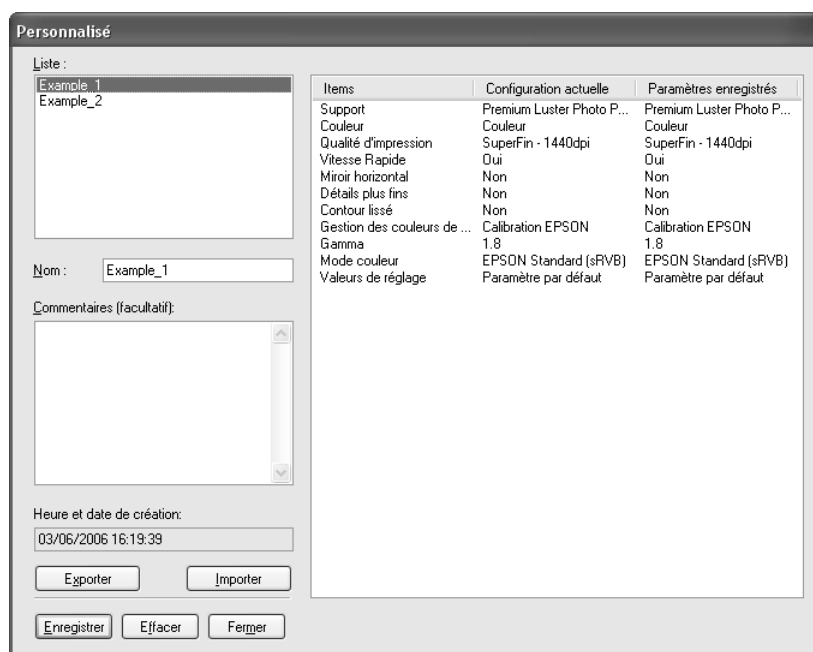 Personnalisé
Liste :
Example_1
Example_2
Nom :
Example_1
Commentaires (facultatif):
Heure et date de création:
03/06/2006 16:19:39
Exporter
Importer
Enregistrer
Effacer
Fermer
Items Configuration actuelle Paramètres enregistrés
Support Premium Luster Photo P... Premium Luster Photo P...
Couleur Couleur Couleur
Qualité d'impression SuperFin - 1440dpi SuperFin - 1440dpi
Vitesse Rapide Oui Oui
Miroir horizontal Non Non
Détails plus fins Non Non
Contour lissé Non Non
Gestion des couleurs de ... Calibration EPSON Calibration EPSON
Gamma 1.8 1.8
Mode couleur EPSON Standard (sRVB) EPSON Standard (sRVB)
Valeurs de réglage Paramètre par défaut Paramètre par défaut